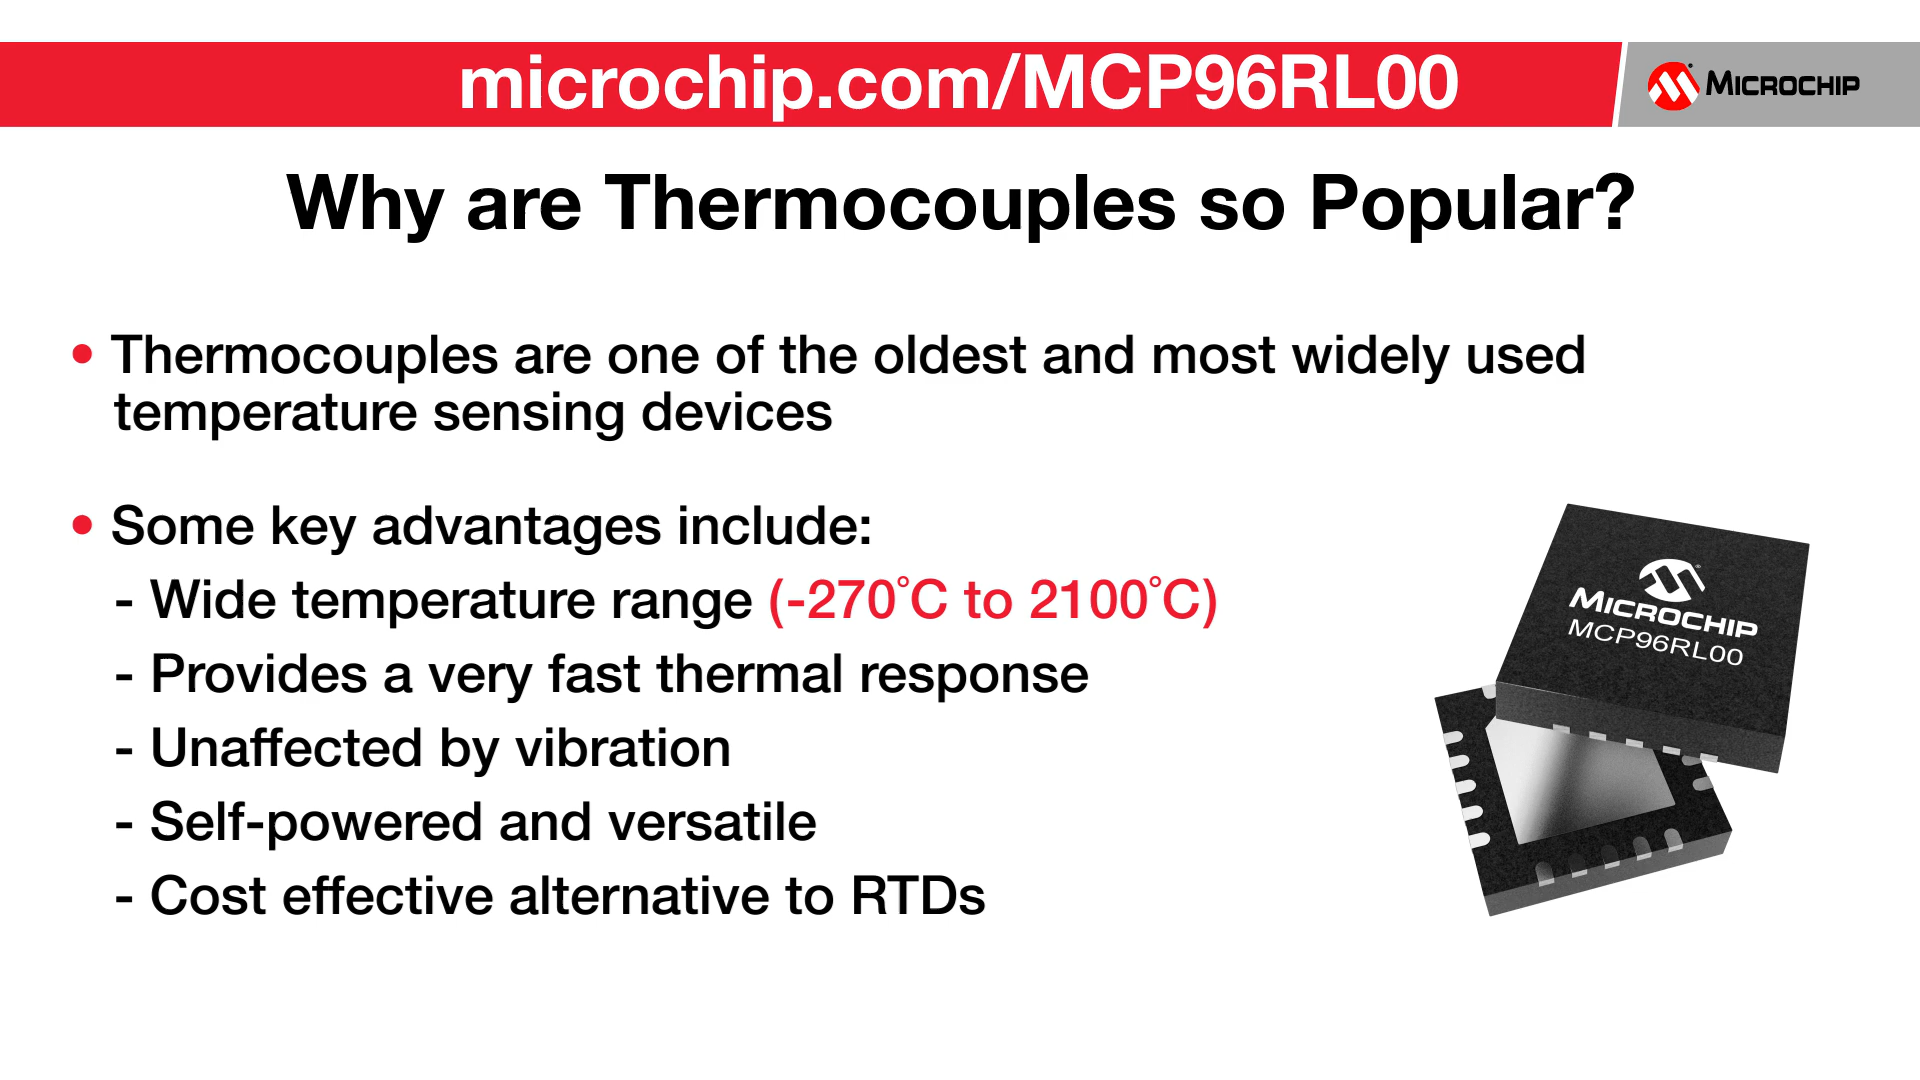 microchip.com/MCP96RL00
MICROCHIP
Why are Thermocouples so Popular?
• Thermocouples are one of the oldest and most widely used
temperature sensing devices
• Some key advantages include:
- Wide temperature range (-270°C to 2100°C)
- Provides a very fast thermal response
- Unaffected by vibration
- Self-powered and versatile
- Cost effective alternative to RTDs
MICROCHIP
MCP96RL00